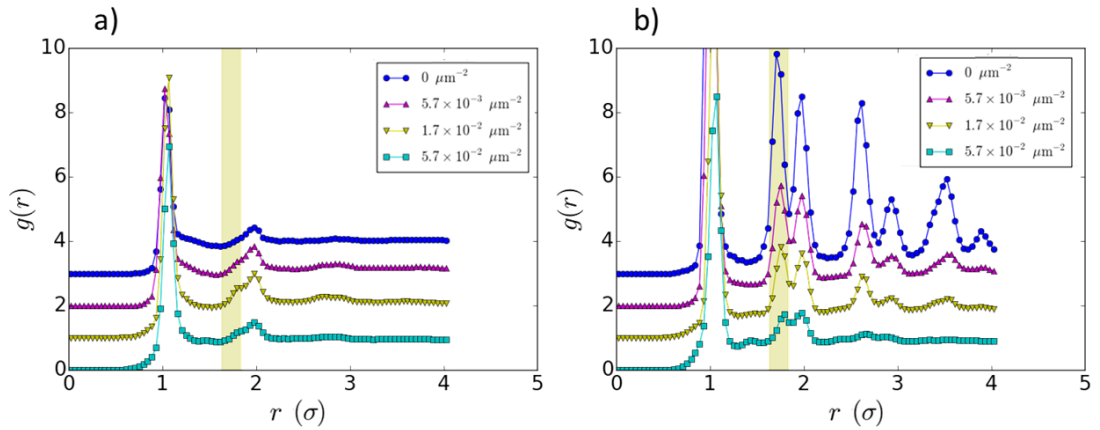 a)
10
8
6
4
2
0
g(r)
0 μm⁻²
5.7 × 10⁻³ μm⁻²
1.7 × 10⁻² μm⁻²
5.7 × 10⁻² μm⁻²
0 1 2 3 4 5
r (σ)
b)
10
8
6
4
2
0
g(r)
0 μm⁻²
5.7 × 10⁻³ μm⁻²
1.7 × 10⁻² μm⁻²
5.7 × 10⁻² μm⁻²
0 1 2 3 4 5
r (σ)